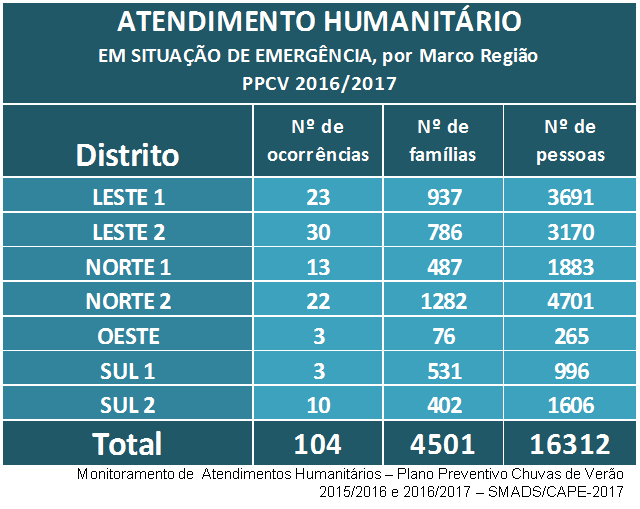 ATENDIMENTO HUMANITÁRIO
EM SITUAÇÃO DE EMERGÊNCIA, por Marco Região
PPCV 2016/2017
Distrito Nº de ocorrências Nº de famílias Nº de pessoas
LESTE 1 23 937 3691
LESTE 2 30 786 3170
NORTE 1 13 487 1883
NORTE 2 22 1282 4701
OESTE 3 76 265
SUL 1 3 531 996
SUL 2 10 402 1606
Total 104 4501 16312
Monitoramento de Atendimentos Humanitários – Plano Preventivo Chuvas de Verão
2015/2016 e 2016/2017 – SMADS/CAPE-2017